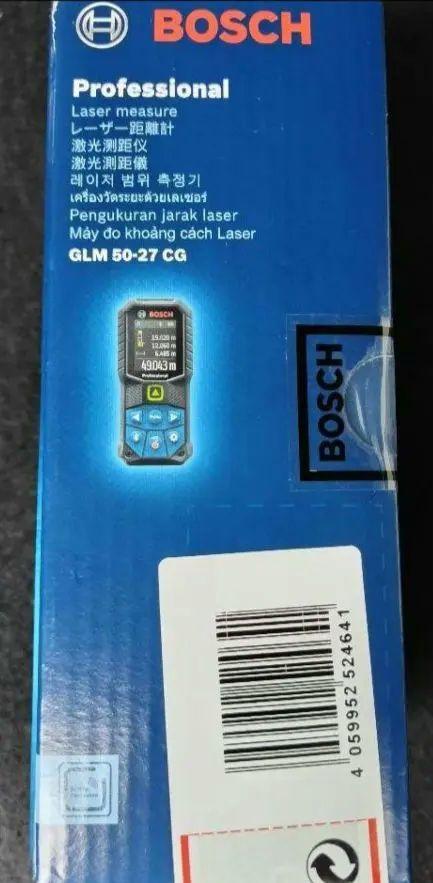 BOSCH
Professional
Laser measure
レーザー距離計
激光测距仪
激光測距儀
레이저 범위 측정기
เครื่องวัดระยะด้วยเลเซอร์
Pengukuran jarak laser
Máy đo khoảng cách Laser
GLM 50-27 CG
BOSCH
15.020 m
12.060 m
6.485 m
49.043 m
Professional
BOSCH
4 059952 524641